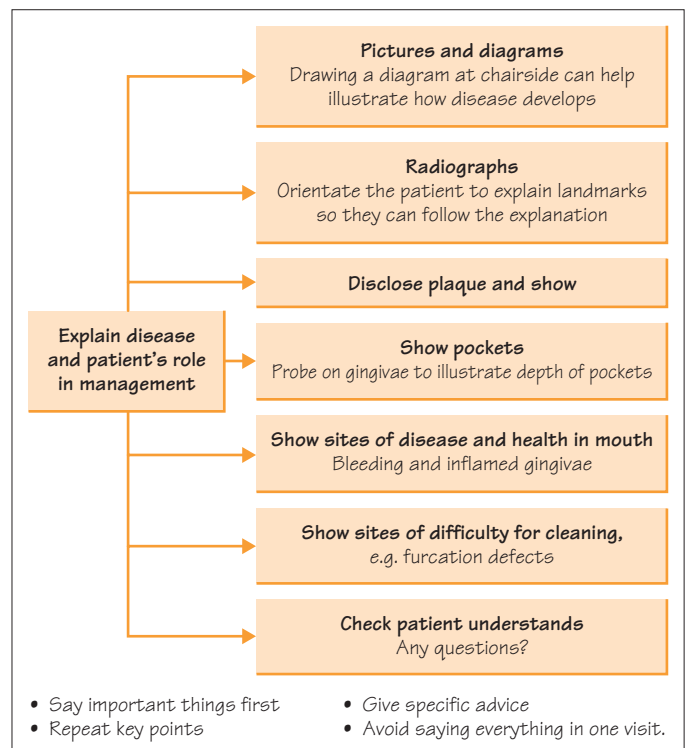 Pictures and diagrams
Drawing a diagram at chairside can help
illustrate how disease develops
Radiographs
Orientate the patient to explain landmarks
so they can follow the explanation
Disclose plaque and show
Explain disease
and patient's role
in management
Show pockets
Probe on gingivae to illustrate depth of pockets
Show sites of disease and health in mouth
Bleeding and inflamed gingivae
Show sites of difficulty for cleaning,
e.g. furcation defects
Check patient understands
Any questions?
• Say important things first
• Repeat key points
• Give specific advice
• Avoid saying everything in one visit.